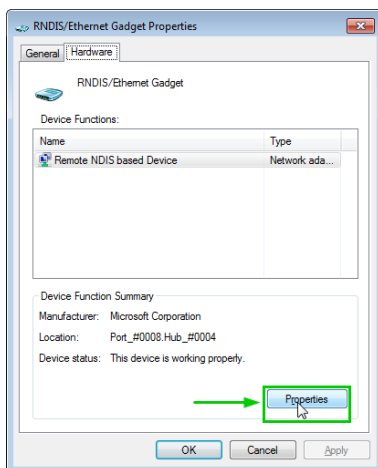 RNDIS/Ethernet Gadget Properties
General Hardware
RNDIS/Ethernet Gadget
Device Functions:
Name Type
Remote NDIS based Device Network ada...
Device Function Summary
Manufacturer: Microsoft Corporation
Location: Port_#0008.Hub_#0004
Device status: This device is working properly.
Properties
OK Cancel Apply